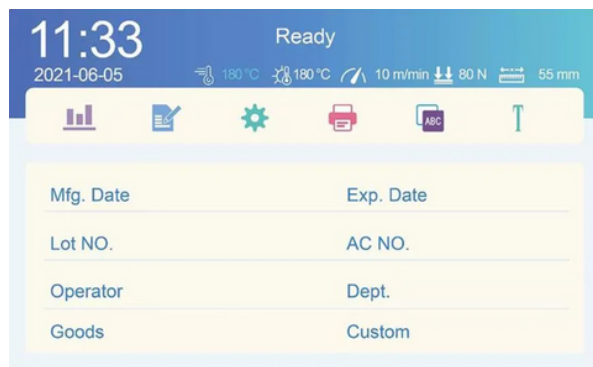 11:33
Ready
2021-06-05 180°C 180°C 10 m/min 80 N 55 mm
ABC T
Mfg. Date Exp. Date
Lot NO. AC NO.
Operator Dept.
Goods Custom